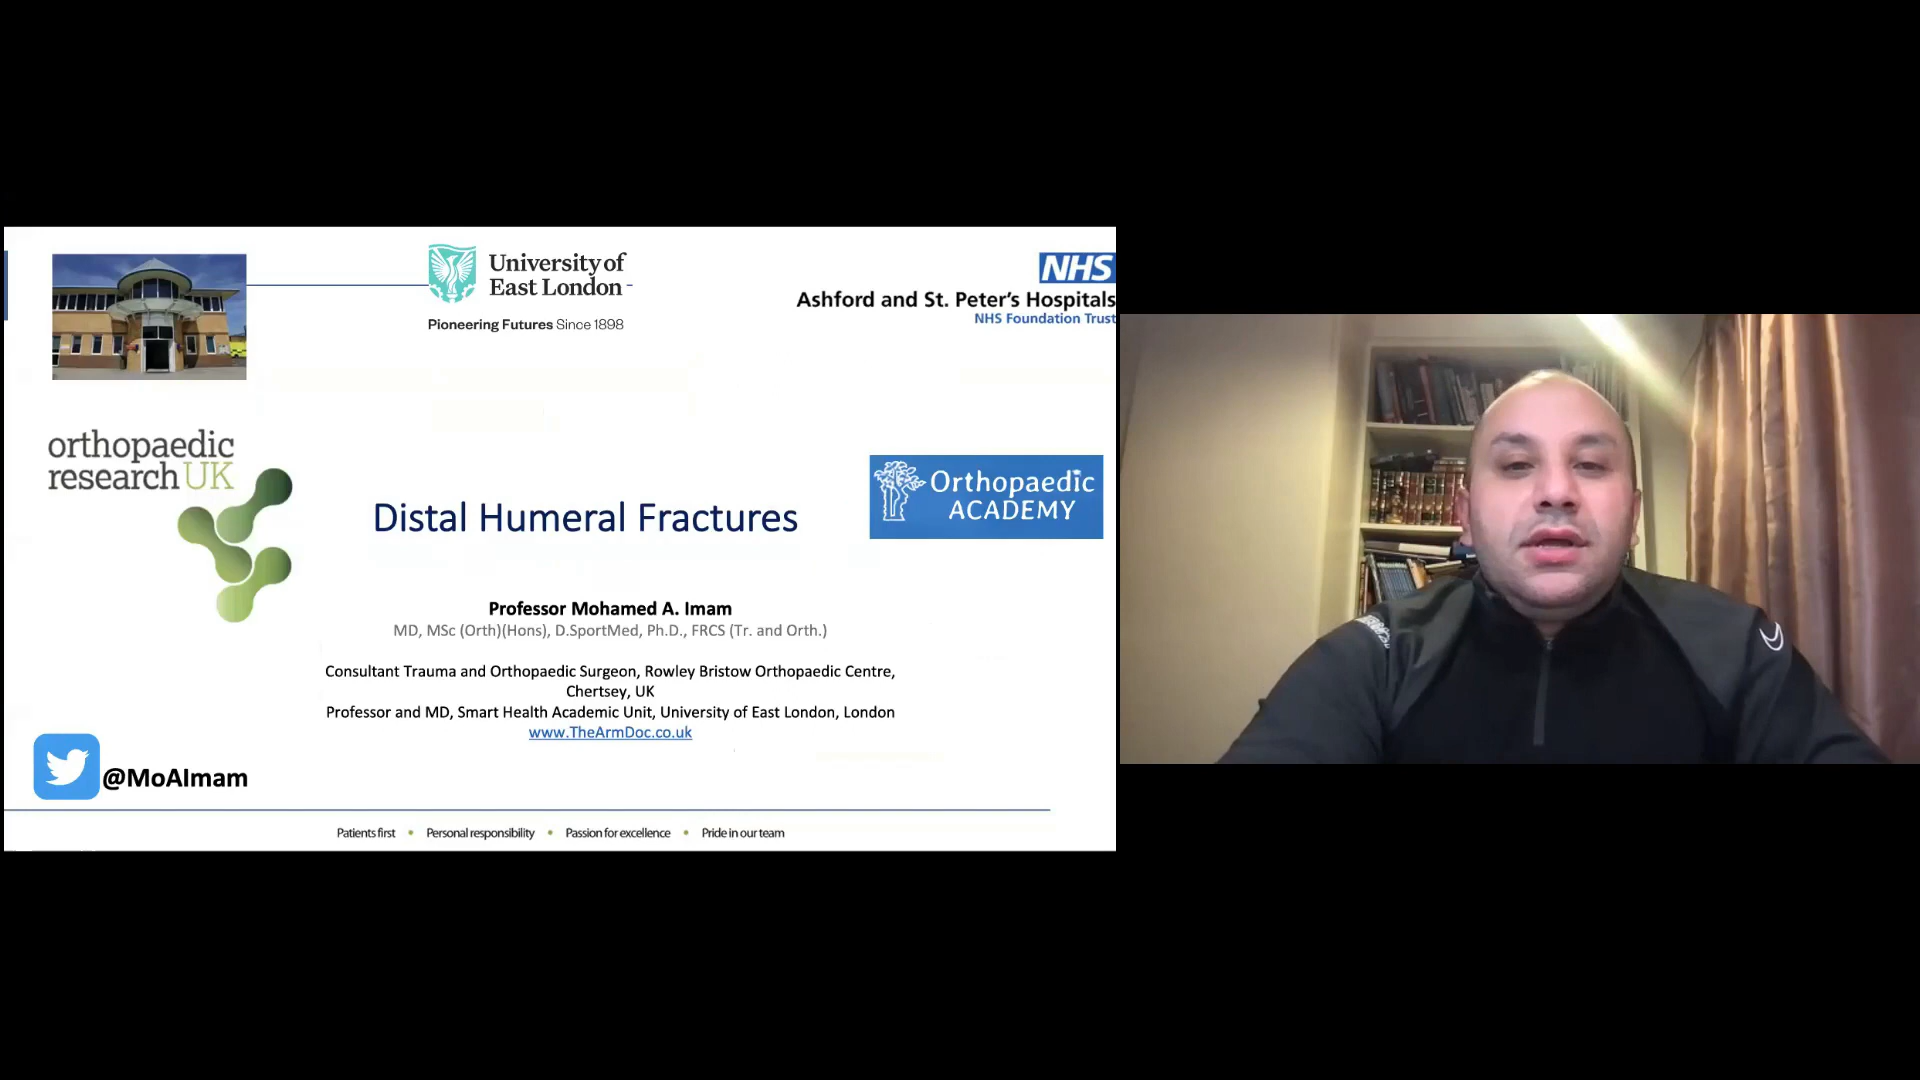 University of
East London
Pioneering Futures Since 1898
NHS
Ashford and St. Peter's Hospitals
NHS Foundation Trust
orthopaedic
research UK
Orthopaedic
ACADEMY
Distal Humeral Fractures
Professor Mohamed A. Imam
MD, MSc (Orth)(Hons), D.SportMed, Ph.D., FRCS (Tr. and Orth.)
Consultant Trauma and Orthopaedic Surgeon, Rowley Bristow Orthopaedic Centre,
Chertsey, UK
Professor and MD, Smart Health Academic Unit, University of East London, London
www.TheArmDoc.co.uk
@MoAImam
Patients first • Personal responsibility • Passion for excellence • Pride in our team